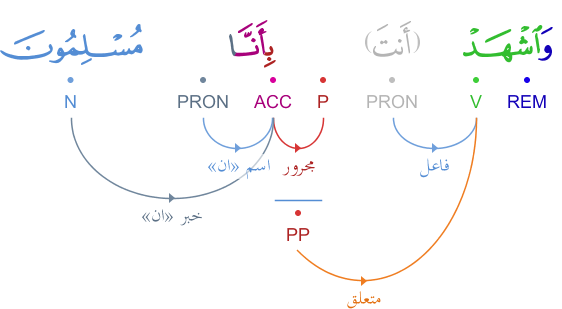 وَٱشْهَدْ (أَنتَ) بِأَنَّا مُسْلِمُونَ
N PRON ACC P PRON V REM
خبر «ان» اسم «ان» مجرور فاعل
PP
متعلق